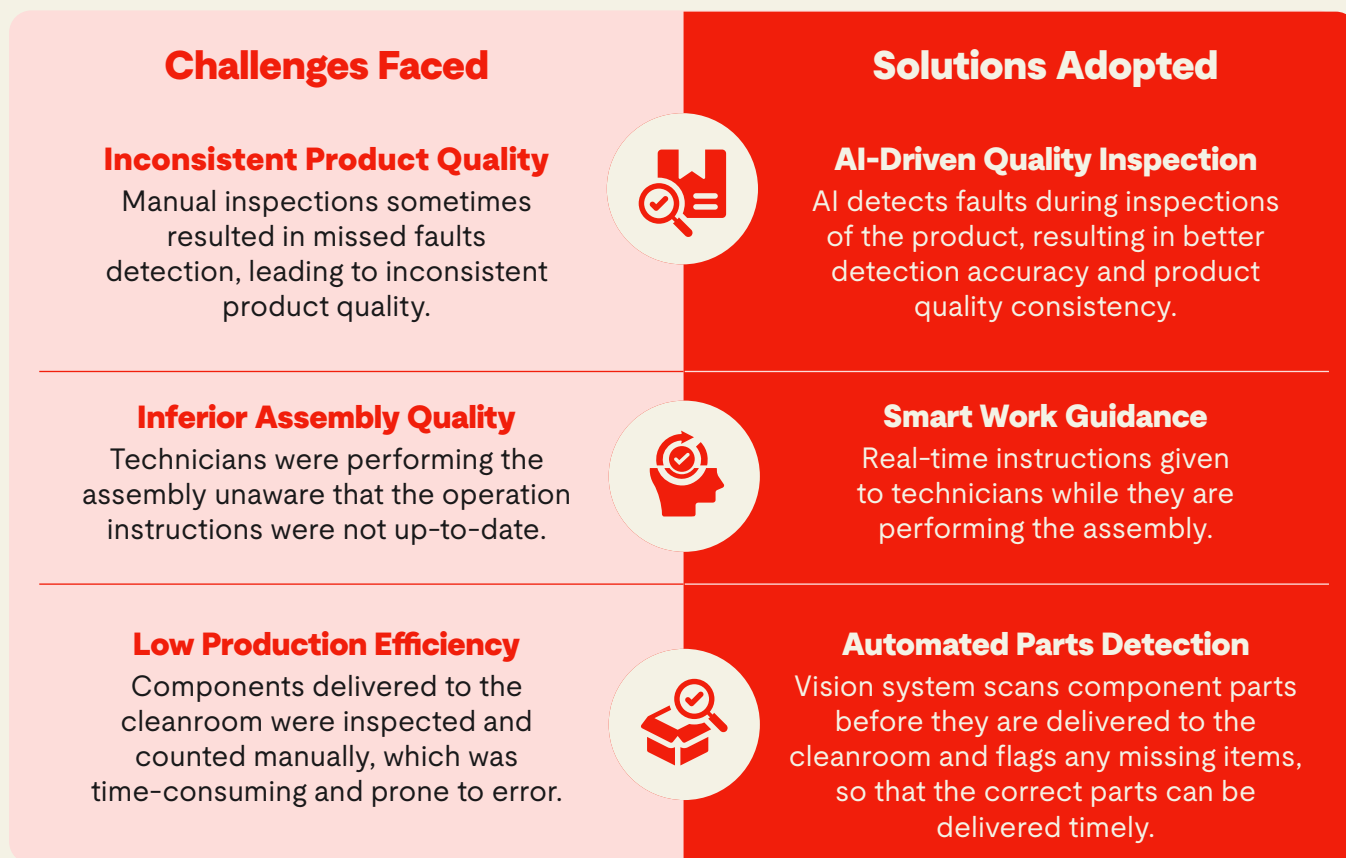 Challenges Faced
Solutions Adopted
Inconsistent Product Quality
Manual inspections sometimes
resulted in missed faults
detection, leading to inconsistent
product quality.
AI-Driven Quality Inspection
AI detects faults during inspections
of the product, resulting in better
detection accuracy and product
quality consistency.
Inferior Assembly Quality
Technicians were performing the
assembly unaware that the operation
instructions were not up-to-date.
Smart Work Guidance
Real-time instructions given
to technicians while they are
performing the assembly.
Low Production Efficiency
Components delivered to the
cleanroom were inspected and
counted manually, which was
time-consuming and prone to error.
Automated Parts Detection
Vision system scans component parts
before they are delivered to the
cleanroom and flags any missing items,
so that the correct parts can be
delivered timely.